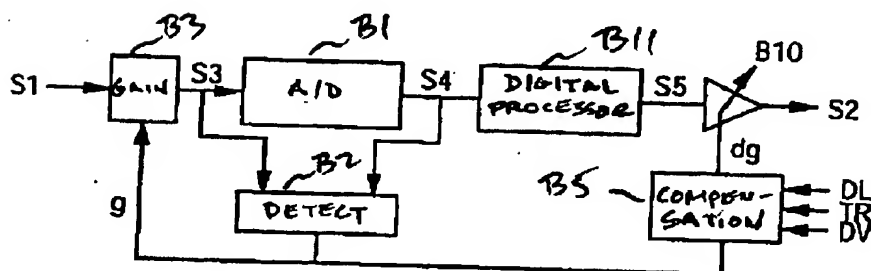 B3
B1
B11
B10
S1
GAIN
S3
A/D
S4
DIGITAL
PROCESSOR
S5
S2
B2
dg
g
DETECT
B5
COMPEN-
SATION
DL
TR
DV